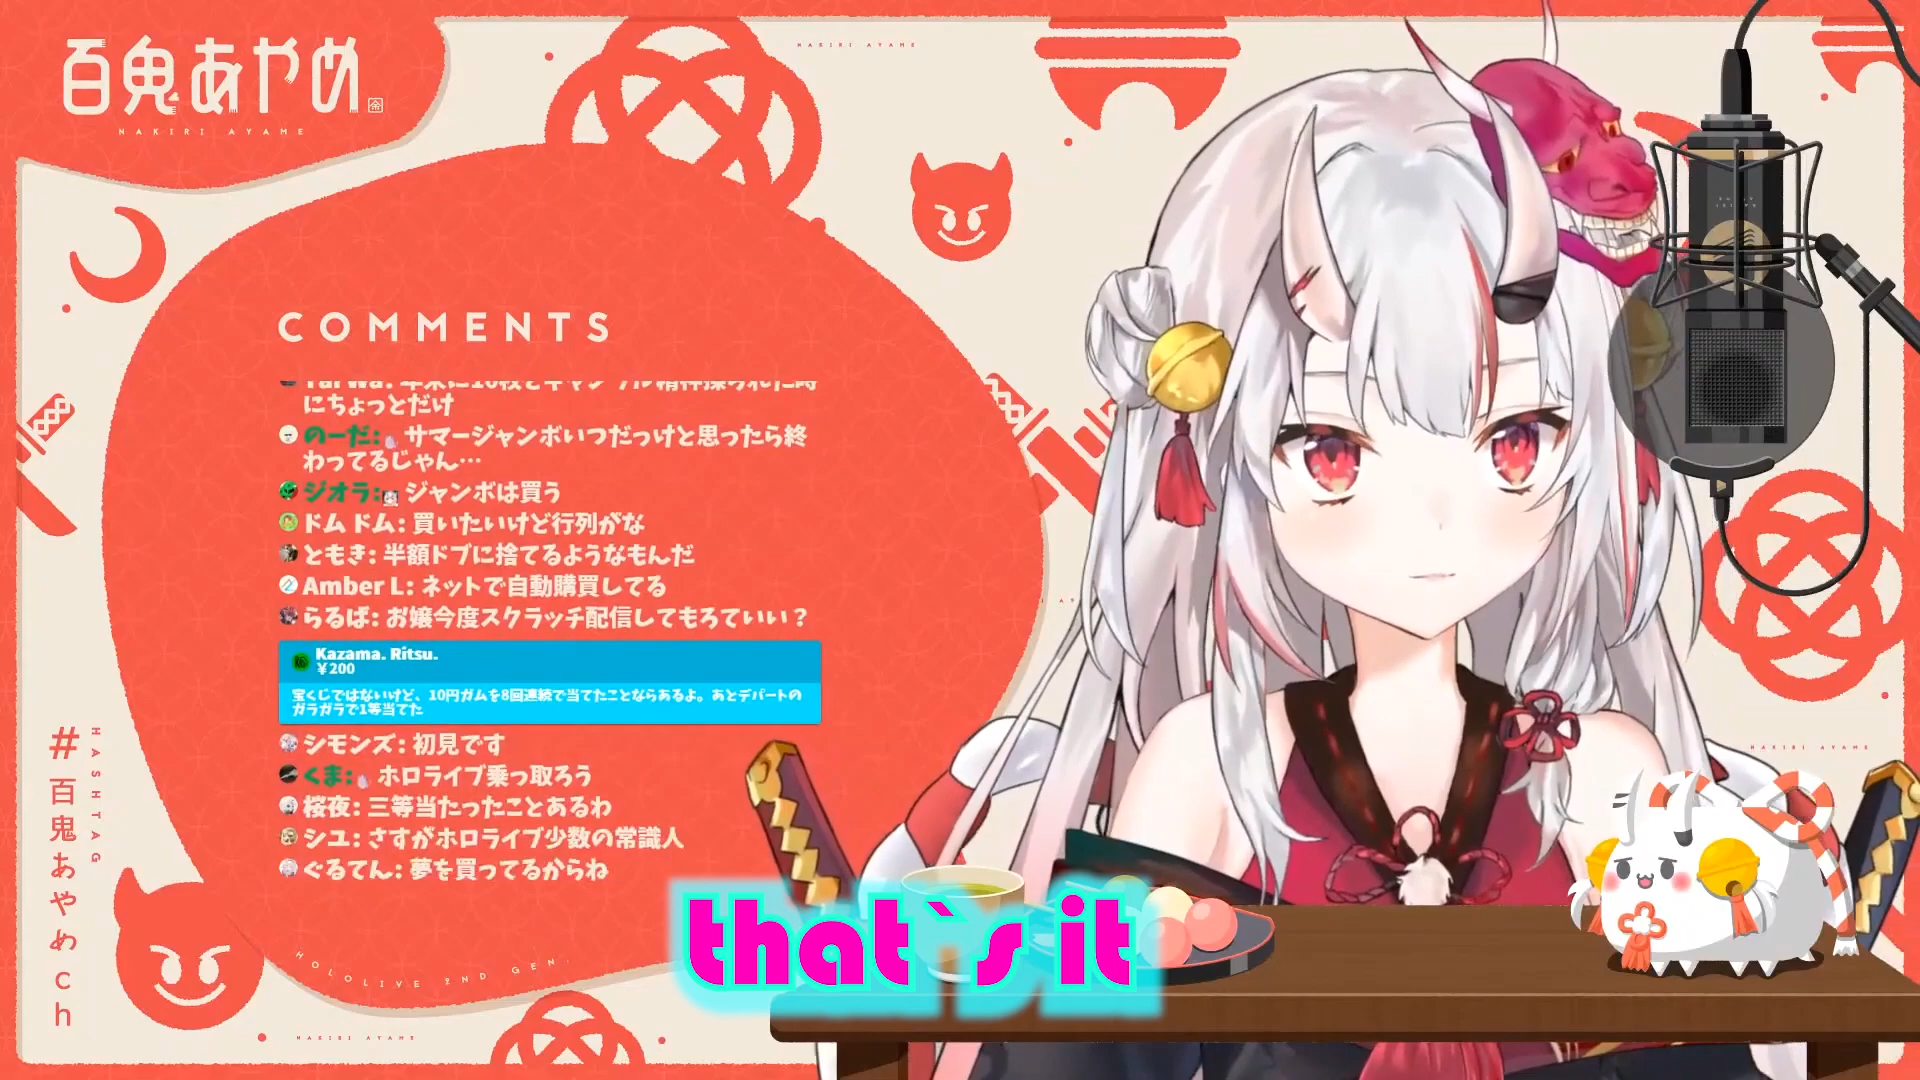 百鬼あやめ
NAKIRI AYAME
NAKIRI AYAME
COMMENTS
にちょっとだけ
のーだ: サマージャンボいつだっけと思ったら終
わってるじゃん…
ジオラ: ジャンボは買う
ドム ドム: 買いたいけど行列がな
ともき: 半額ドブに捨てるようなもんだ
Amber L: ネットで自動購買してる
らるぱ: お嬢今度スクラッチ配信してもろていい?
Kazama. Ritsu.
¥200
宝くじではないけど、10円ガムを8回連続で当てたことならあるよ。あとデパートの
ガラガラで1等当てた
シモンズ: 初見です
くま: ホロライブ乗っ取ろう
桜夜: 三等当たったことあるわ
シユ: さすがホロライブ少数の常識人
ぐるてん: 夢を買ってるからね
that`s it
HASHTAG
#百鬼あやめch
HOLOLIVE 2ND GEN.
NAKIRI AYAME
NAKIRI AYAME